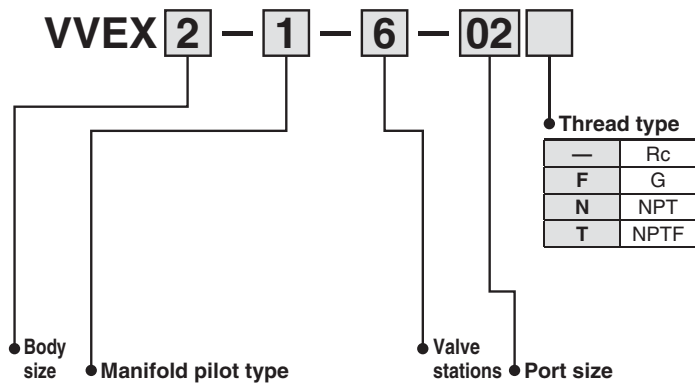 VVEX 2 — 1 — 6 — 02
Thread type
— Rc
F G
N NPT
T NPTF
Body size
Manifold pilot type
Valve stations
Port size